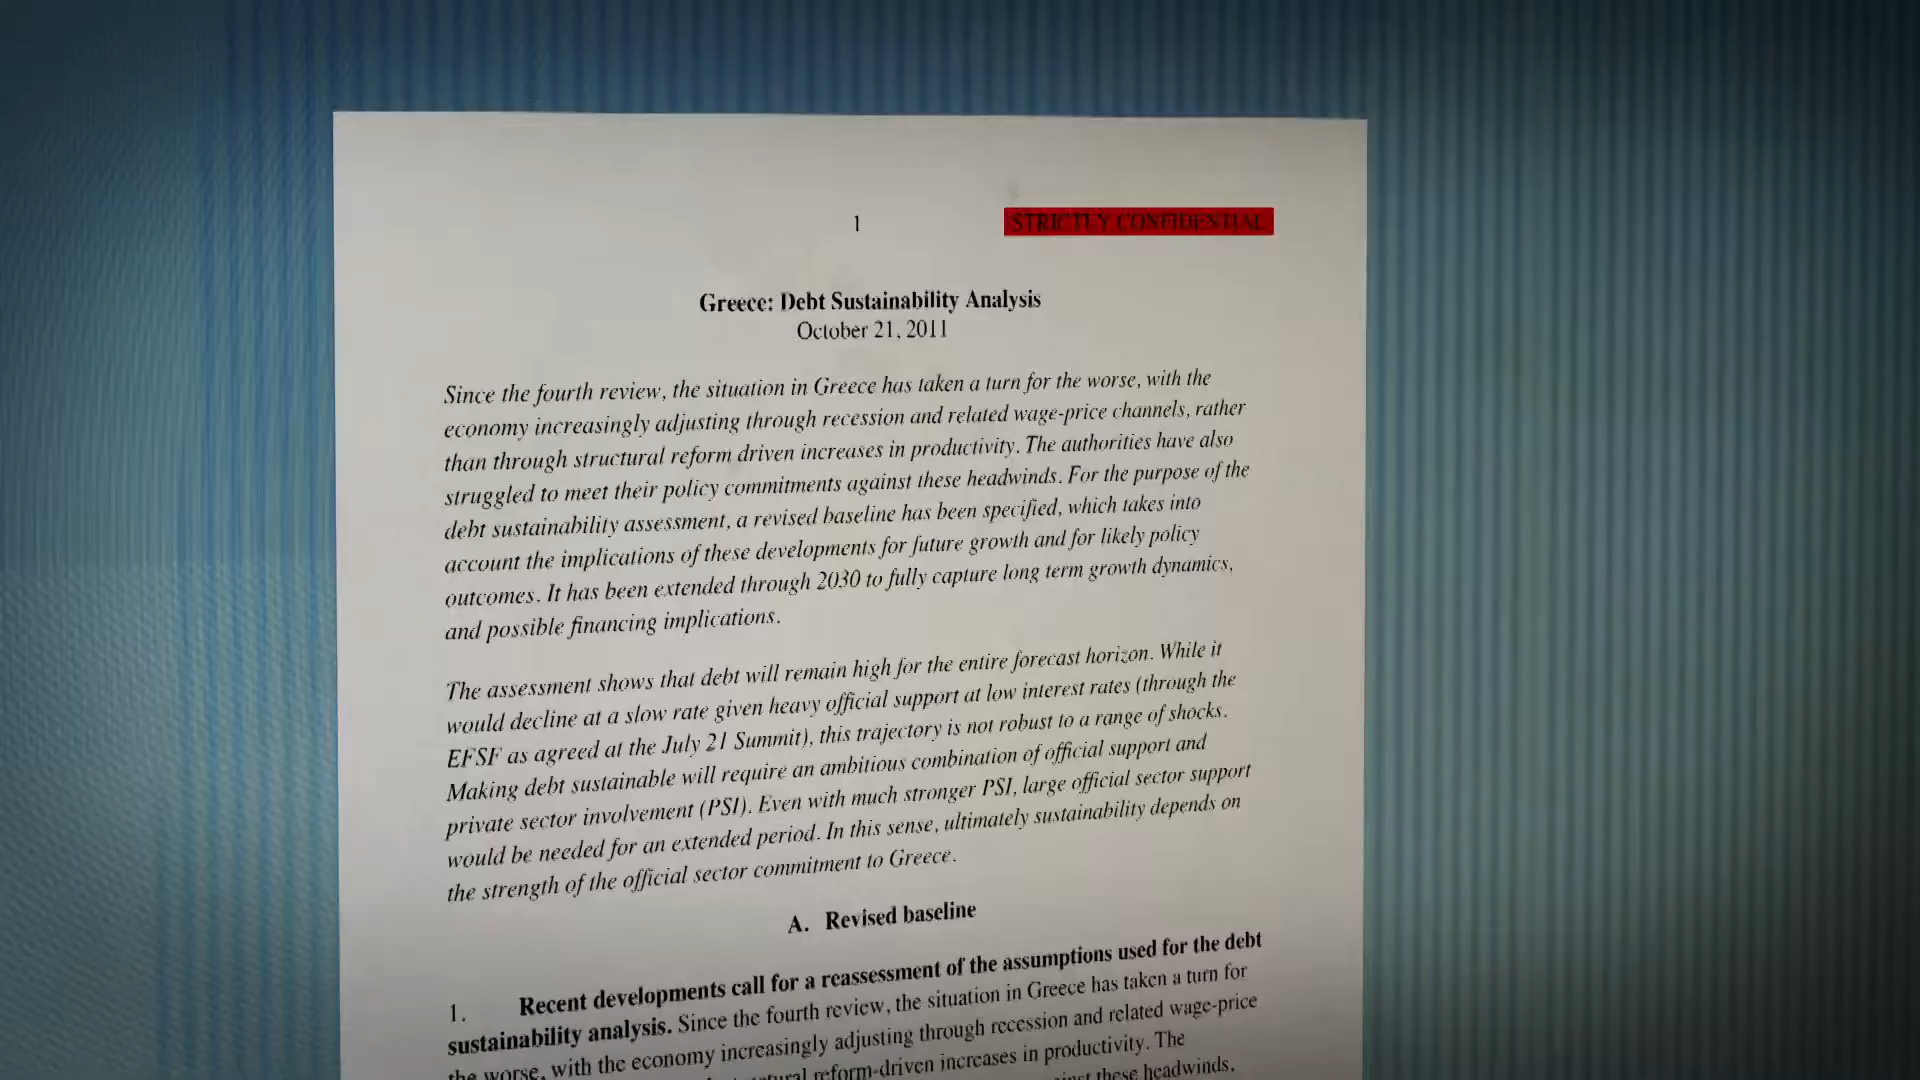 1
STRICTLY CONFIDENTIAL
Greece: Debt Sustainability Analysis
October 21, 2011
Since the fourth review, the situation in Greece has taken a turn for the worse, with the
economy increasingly adjusting through recession and related wage-price channels, rather
than through structural reform driven increases in productivity. The authorities have also
struggled to meet their policy commitments against these headwinds. For the purpose of the
debt sustainability assessment, a revised baseline has been specified, which takes into
account the implications of these developments for future growth and for likely policy
outcomes. It has been extended through 2030 to fully capture long term growth dynamics,
and possible financing implications.
The assessment shows that debt will remain high for the entire forecast horizon. While it
would decline at a slow rate given heavy official support at low interest rates (through the
EFSF as agreed at the July 21 Summit), this trajectory is not robust to a range of shocks.
Making debt sustainable will require an ambitious combination of official support and
private sector involvement (PSI). Even with much stronger PSI, large official sector support
would be needed for an extended period. In this sense, ultimately sustainability depends on
the strength of the official sector commitment to Greece.
A. Revised baseline
1. Recent developments call for a reassessment of the assumptions used for the debt
sustainability analysis. Since the fourth review, the situation in Greece has taken a turn for
the worse, with the economy increasingly adjusting through recession and related wage-price
reform-driven increases in productivity. The
these headwinds.